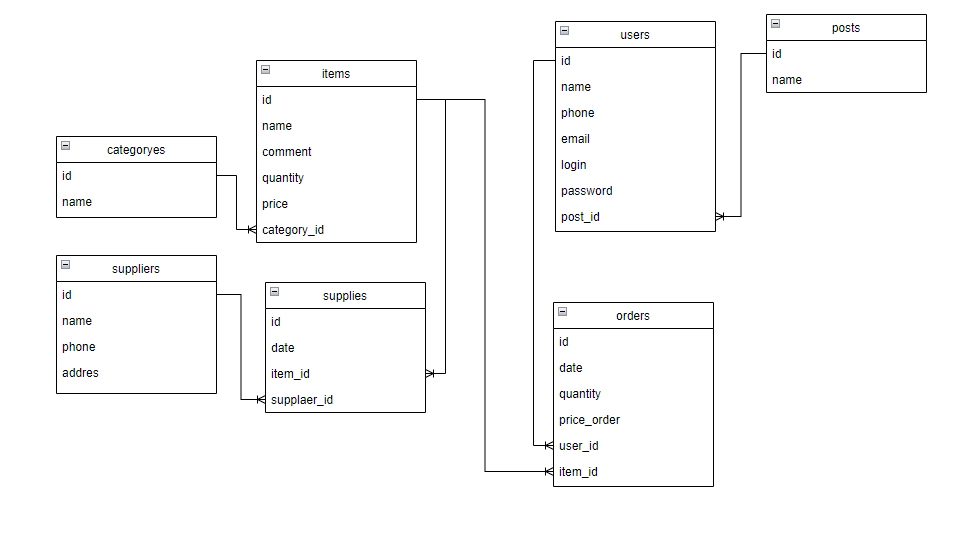 categoryes
id
name
suppliers
id
name
phone
addres
items
id
name
comment
quantity
price
category_id
supplies
id
date
item_id
supplaer_id
users
id
name
phone
email
login
password
post_id
orders
id
date
quantity
price_order
user_id
item_id
posts
id
name